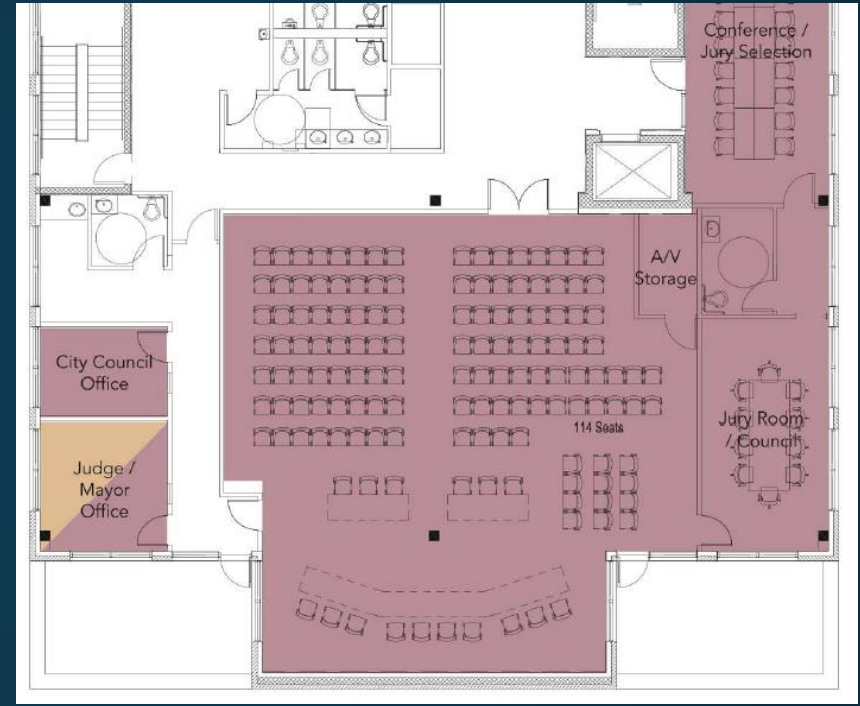 Conference /
Jury Selection
A/V
Storage
City Council
Office
114 Seats
Jury Room
/ Council
Judge /
Mayor
Office